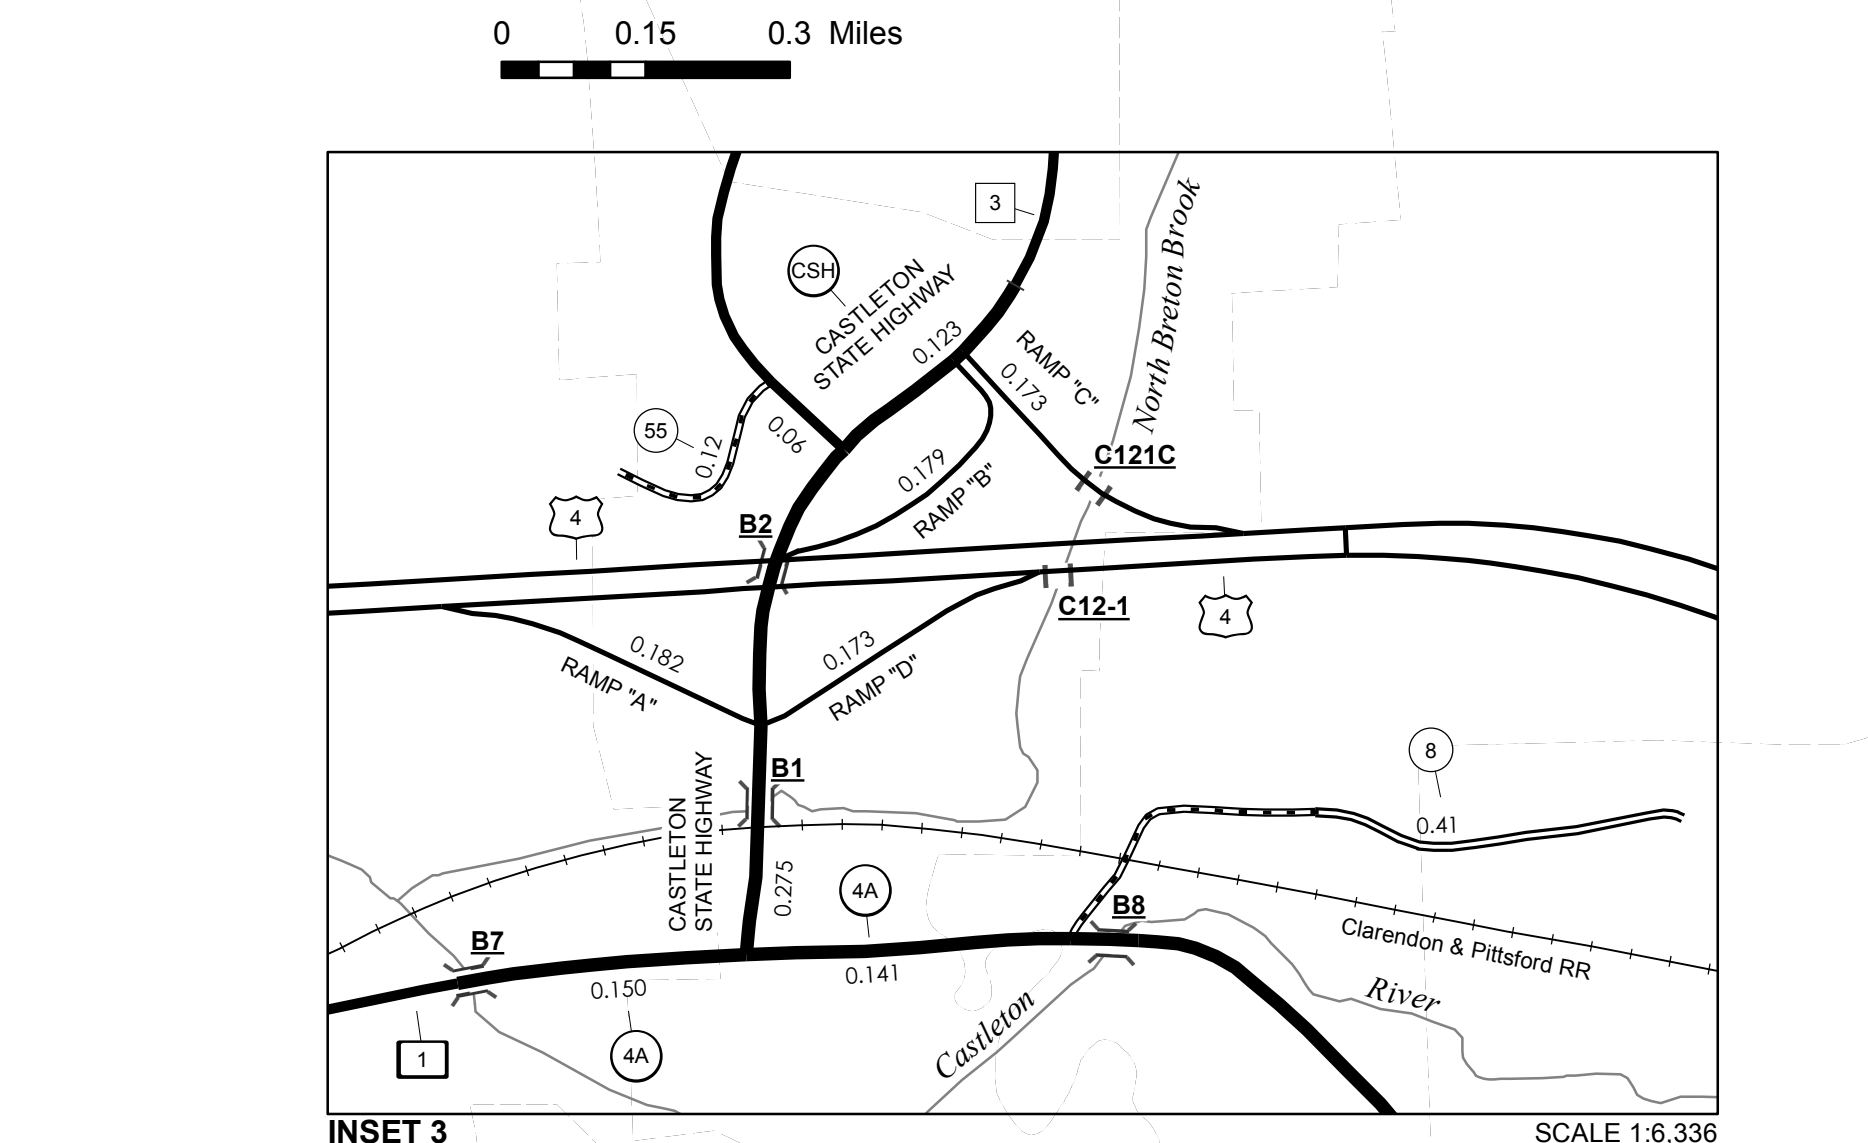 0 0.15 0.3 Miles
3
North Breton Brook
CSH
CASTLETON
STATE HIGHWAY
0.123
RAMP "C"
0.173
55
0.12
0.06
C121C
0.179
RAMP "B"
4
B2
C12-1
4
0.182
RAMP "A"
0.173
RAMP "D"
8
B1
CASTLETON
STATE HIGHWAY
0.41
0.275
4A
B8
B7
Clarendon & Pittsford RR
0.150
0.141
River
Castleton
1
4A
INSET 3
SCALE 1:6,336